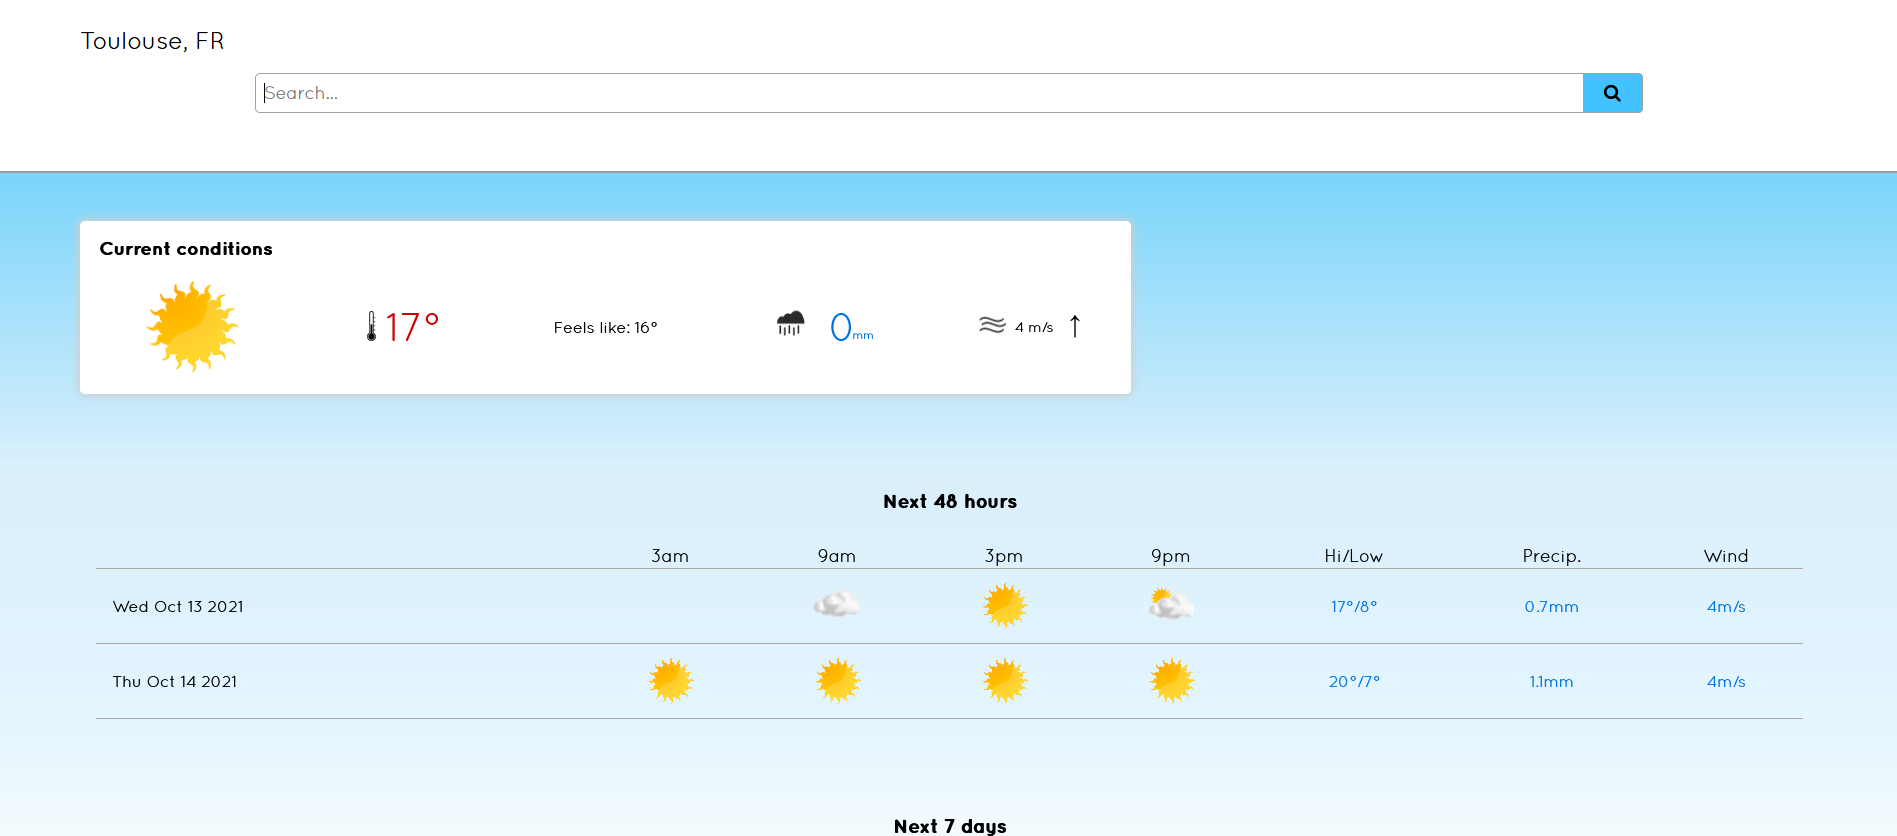 Toulouse, FR
Search...
Current conditions
17° Feels like: 16° 0mm 4 m/s ↑
Next 48 hours
3am 9am 3pm 9pm Hi/Low Precip. Wind
Wed Oct 13 2021 17°/8° 0.7mm 4m/s
Thu Oct 14 2021 20°/7° 1.1mm 4m/s
Next 7 days